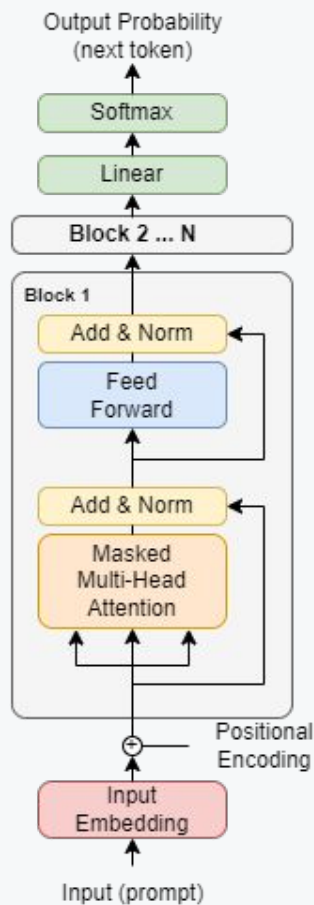 Output Probability
(next token)
Softmax
Linear
Block 2 ... N
Block 1
Add & Norm
Feed
Forward
Add & Norm
Masked
Multi-Head
Attention
Positional
Encoding
Input
Embedding
Input (prompt)